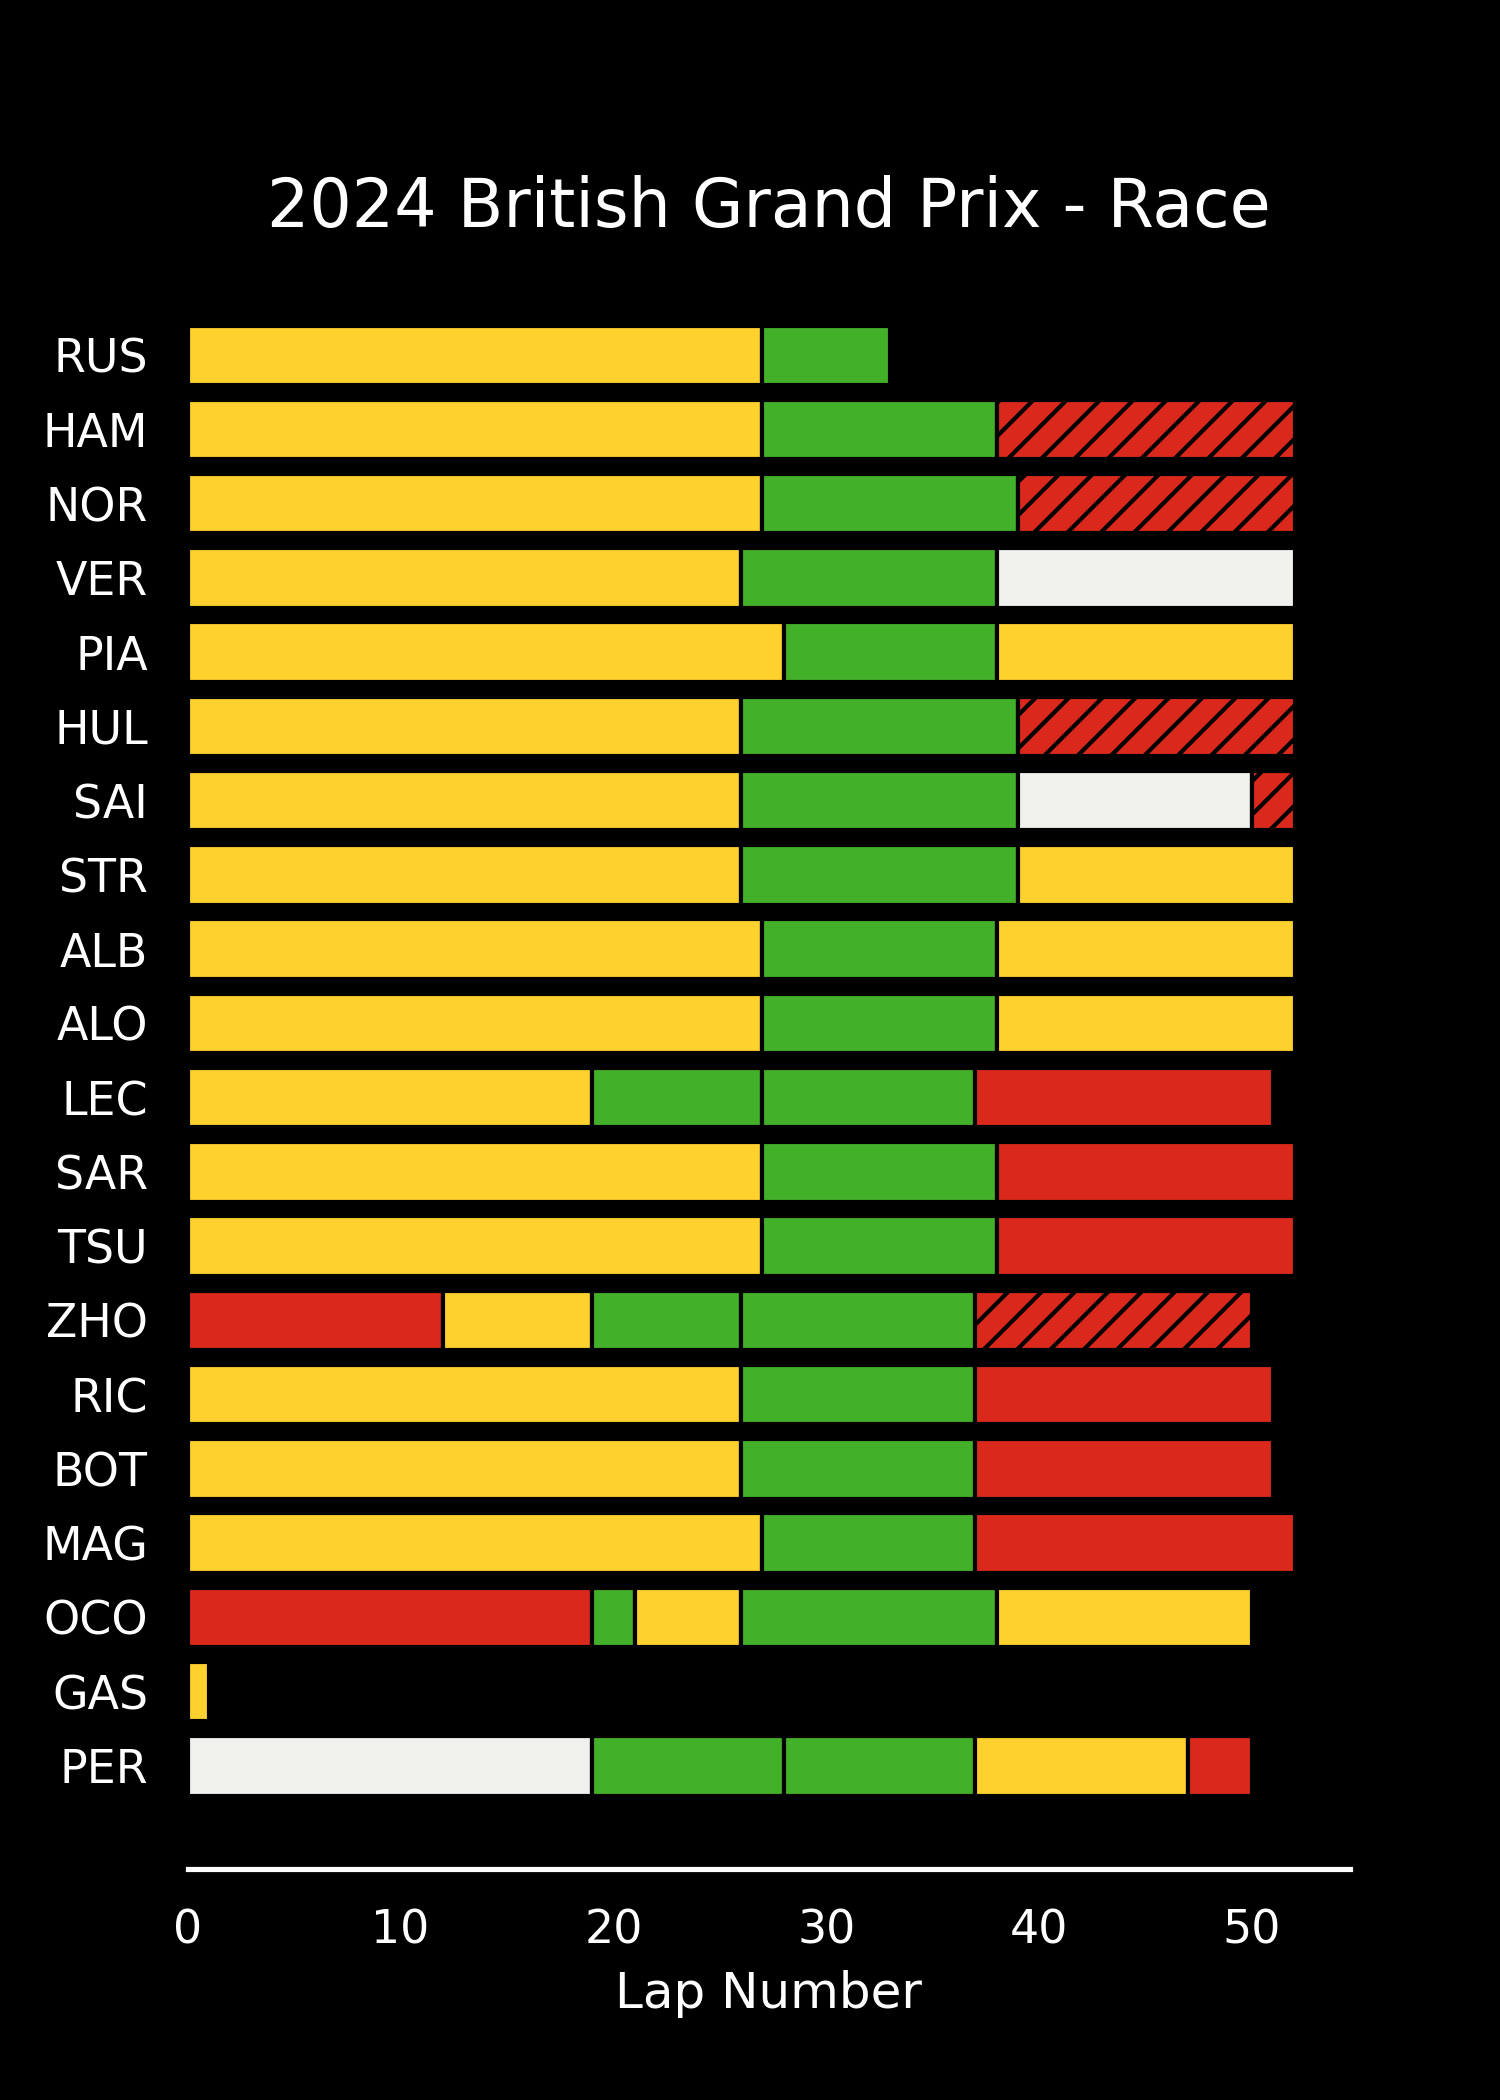 2024 British Grand Prix - Race
RUS
HAM
NOR
VER
PIA
HUL
SAI
STR
ALB
ALO
LEC
SAR
TSU
ZHO
RIC
BOT
MAG
OCO
GAS
PER
0 10 20 30 40 50
Lap Number